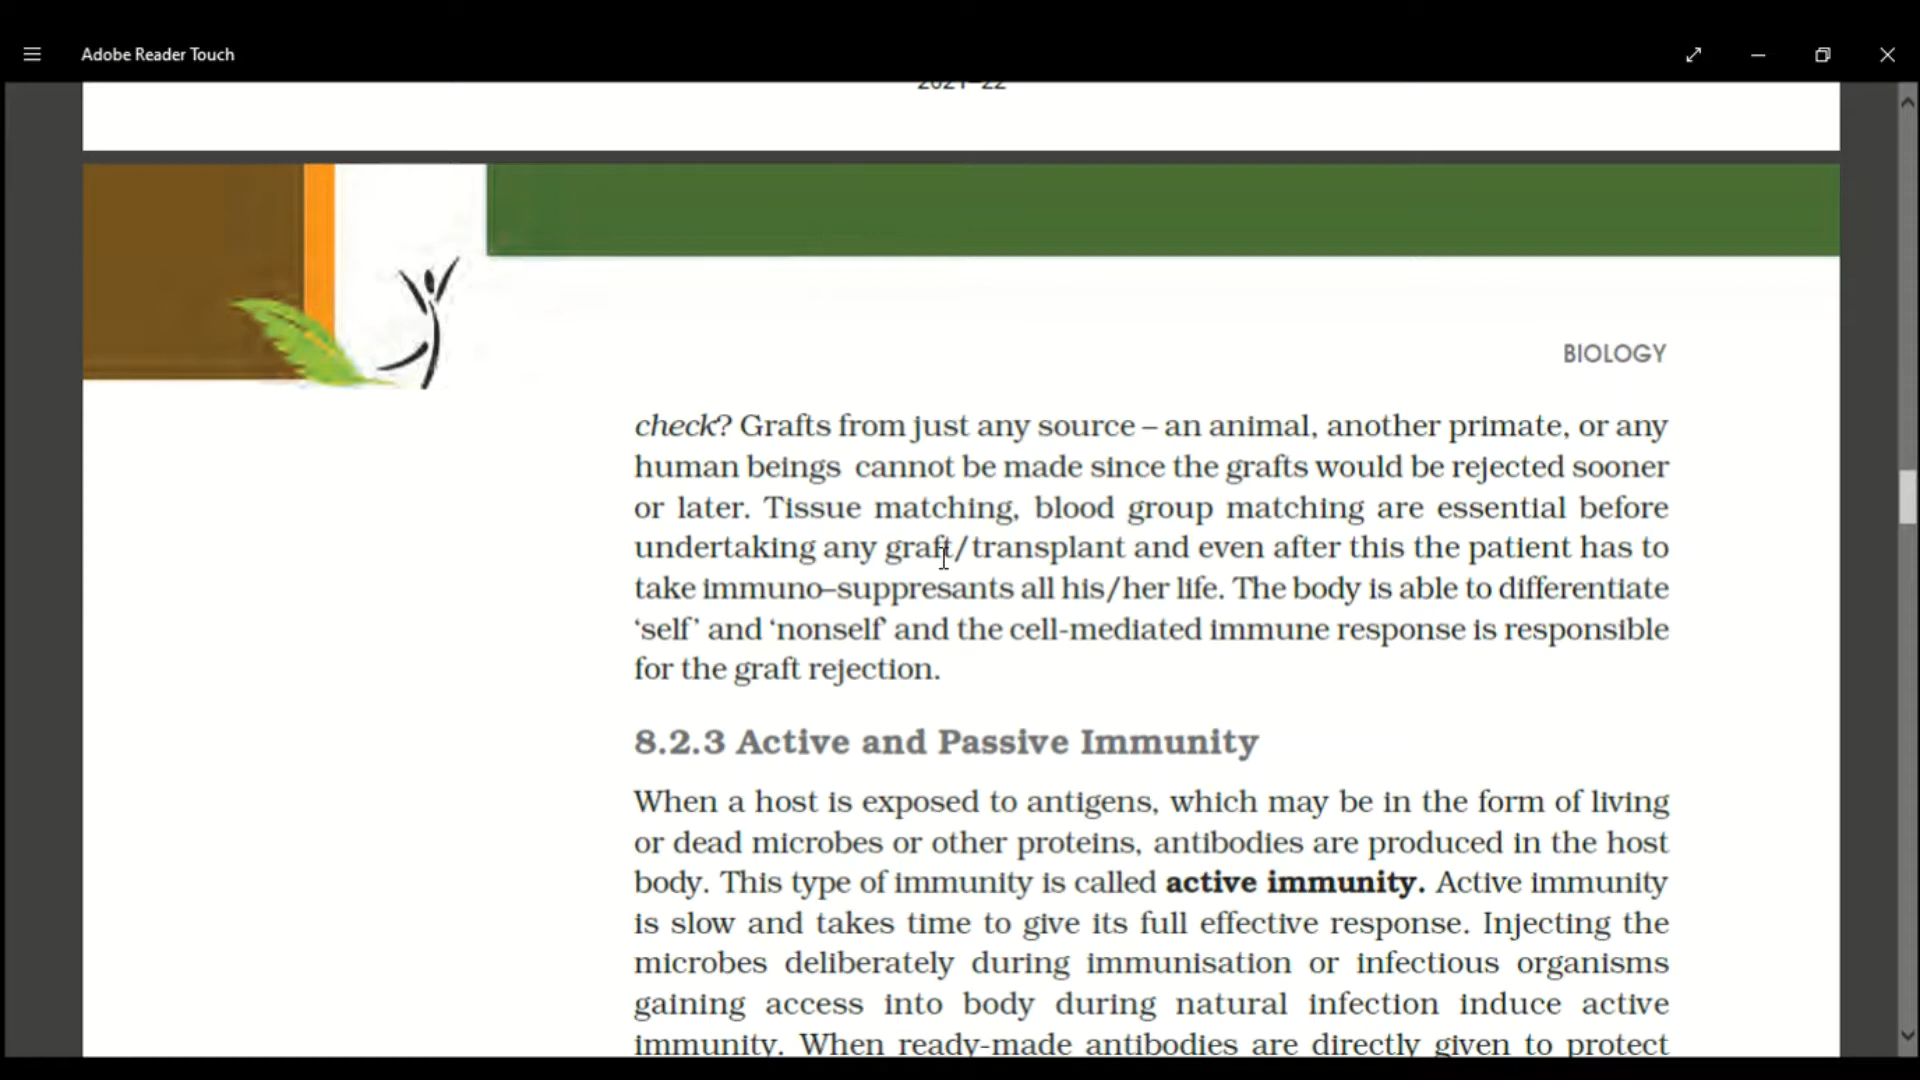 Adobe Reader Touch
2021–22
BIOLOGY
check? Grafts from just any source – an animal, another primate, or any
human beings cannot be made since the grafts would be rejected sooner
or later. Tissue matching, blood group matching are essential before
undertaking any graft/transplant and even after this the patient has to
take immuno–suppresants all his/her life. The body is able to differentiate
‘self’ and ‘nonself’ and the cell-mediated immune response is responsible
for the graft rejection.
8.2.3 Active and Passive Immunity
When a host is exposed to antigens, which may be in the form of living
or dead microbes or other proteins, antibodies are produced in the host
body. This type of immunity is called active immunity. Active immunity
is slow and takes time to give its full effective response. Injecting the
microbes deliberately during immunisation or infectious organisms
gaining access into body during natural infection induce active
immunity. When ready-made antibodies are directly given to protect